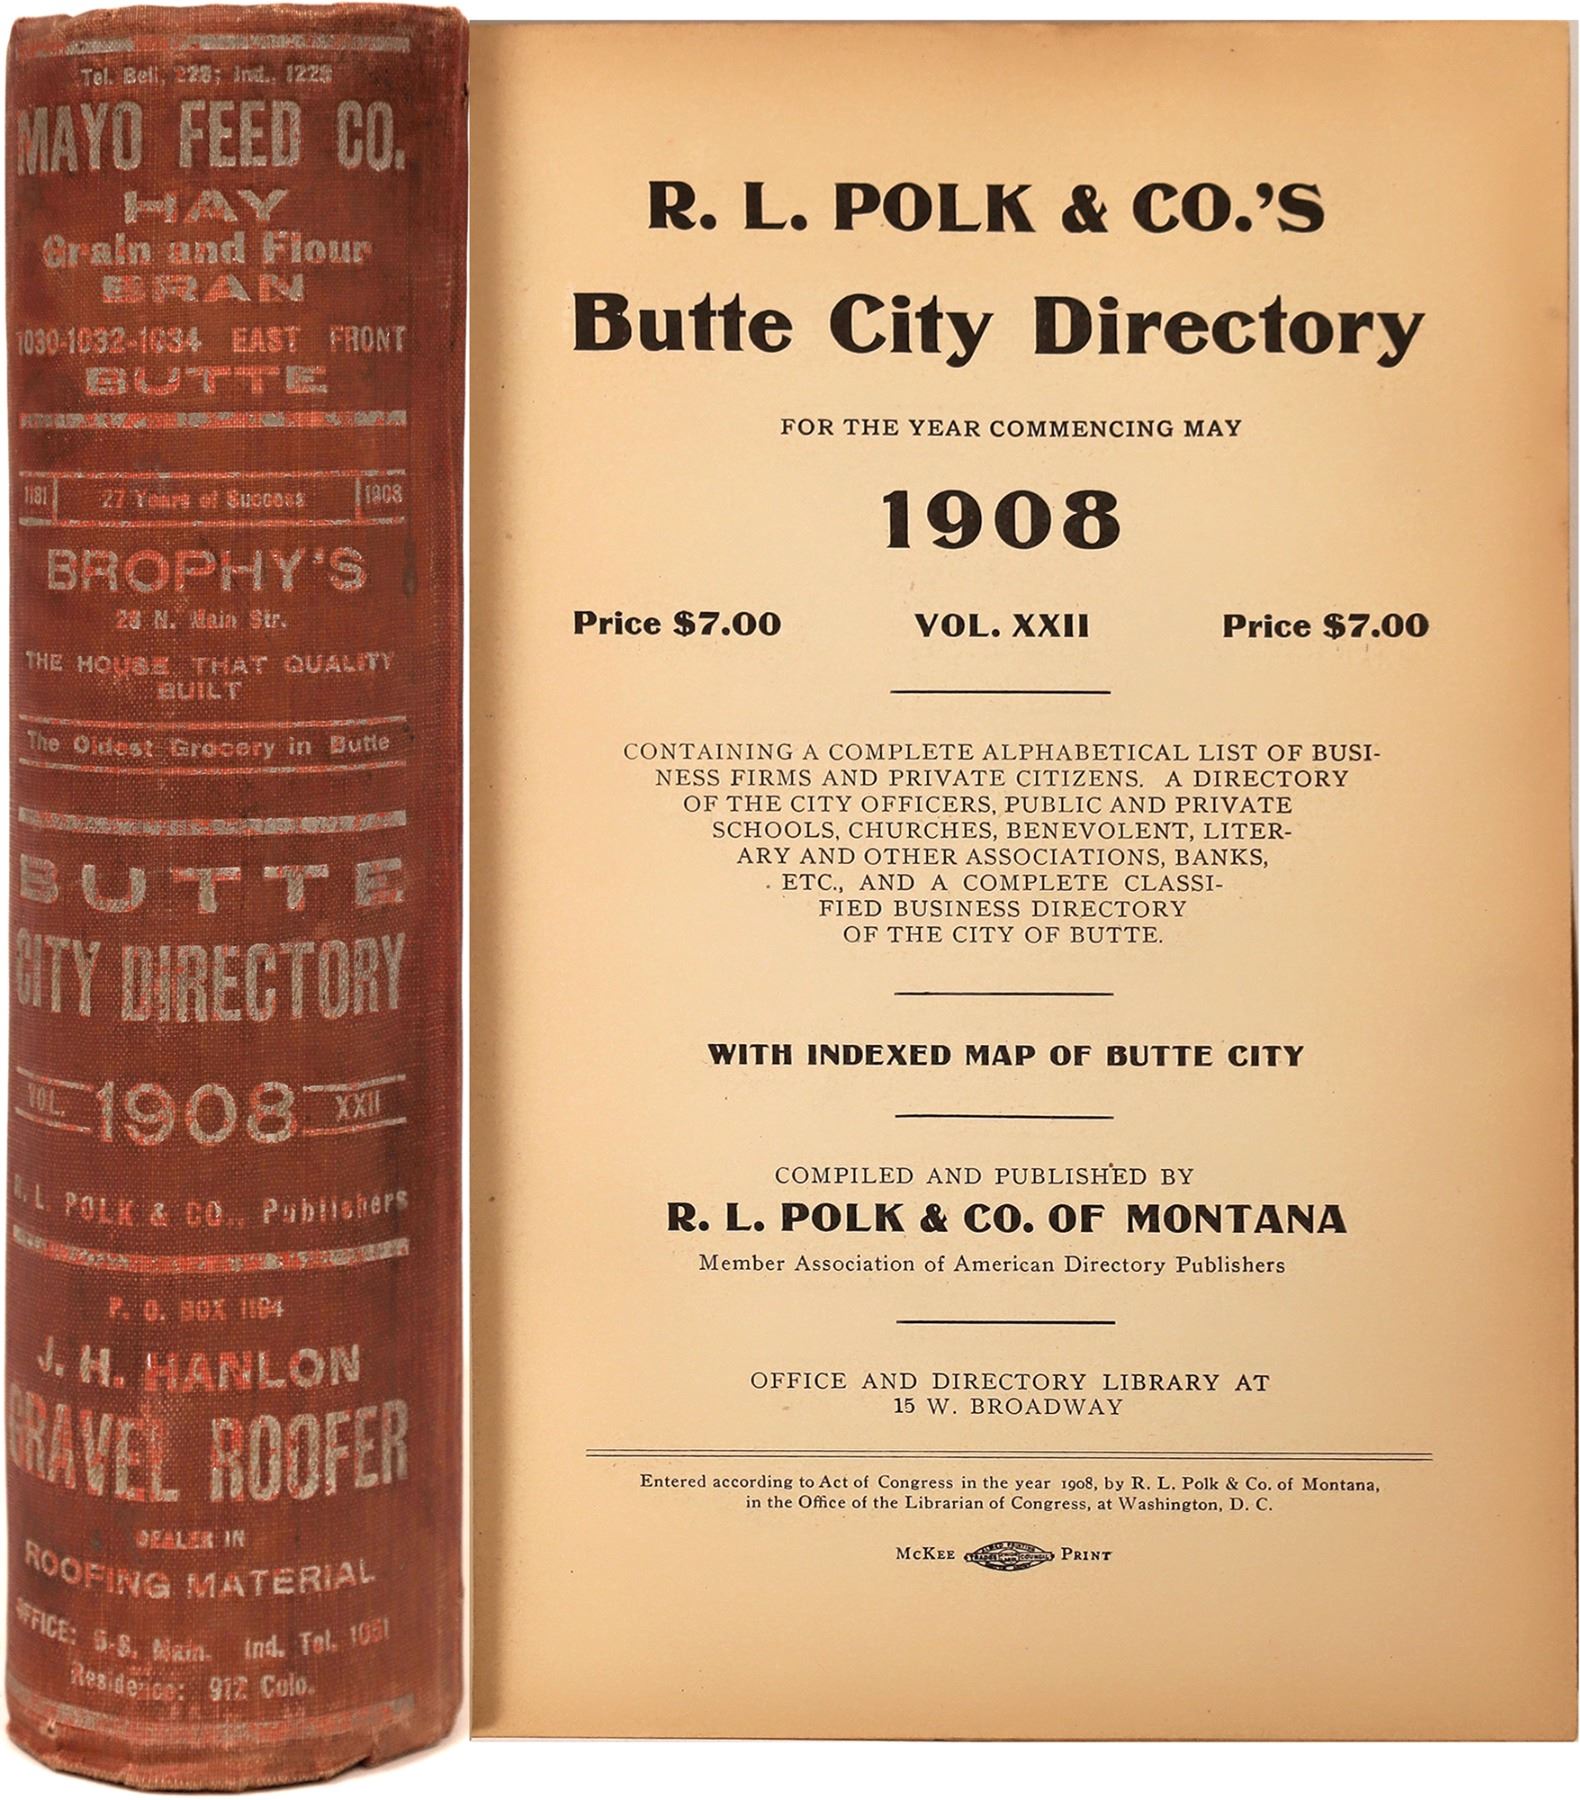 Tel. Bell, 228; Ind. 1229
MAYO FEED CO.
HAY
Grain and Flour
BRAN
1030-1032-1034 EAST FRONT
BUTTE
1181 27 Years of Success 1908
BROPHY'S
28 N. Main Str.
THE HOUSE THAT QUALITY
BUILT
The Oldest Grocery in Butte
BUTTE
CITY DIRECTORY
VOL. 1908 XXII
R. L. POLK & CO., Publishers
P. O. BOX 1194
J. H. HANLON
GRAVEL ROOFER
DEALER IN
ROOFING MATERIAL
OFFICE: 5-S. Main. Ind. Tel. 1051
Residence: 912 Colo.
R. L. POLK & CO.'S
Butte City Directory
FOR THE YEAR COMMENCING MAY
1908
Price $7.00 VOL. XXII Price $7.00
CONTAINING A COMPLETE ALPHABETICAL LIST OF BUSI-
NESS FIRMS AND PRIVATE CITIZENS. A DIRECTORY
OF THE CITY OFFICERS, PUBLIC AND PRIVATE
SCHOOLS, CHURCHES, BENEVOLENT, LITER-
ARY AND OTHER ASSOCIATIONS, BANKS,
ETC., AND A COMPLETE CLASSI-
FIED BUSINESS DIRECTORY
OF THE CITY OF BUTTE.
WITH INDEXED MAP OF BUTTE CITY
COMPILED AND PUBLISHED BY
R. L. POLK & CO. OF MONTANA
Member Association of American Directory Publishers
OFFICE AND DIRECTORY LIBRARY AT
15 W. BROADWAY
Entered according to Act of Congress in the year 1908, by R. L. Polk & Co. of Montana,
in the Office of the Librarian of Congress, at Washington, D. C.
McKEE PRINT